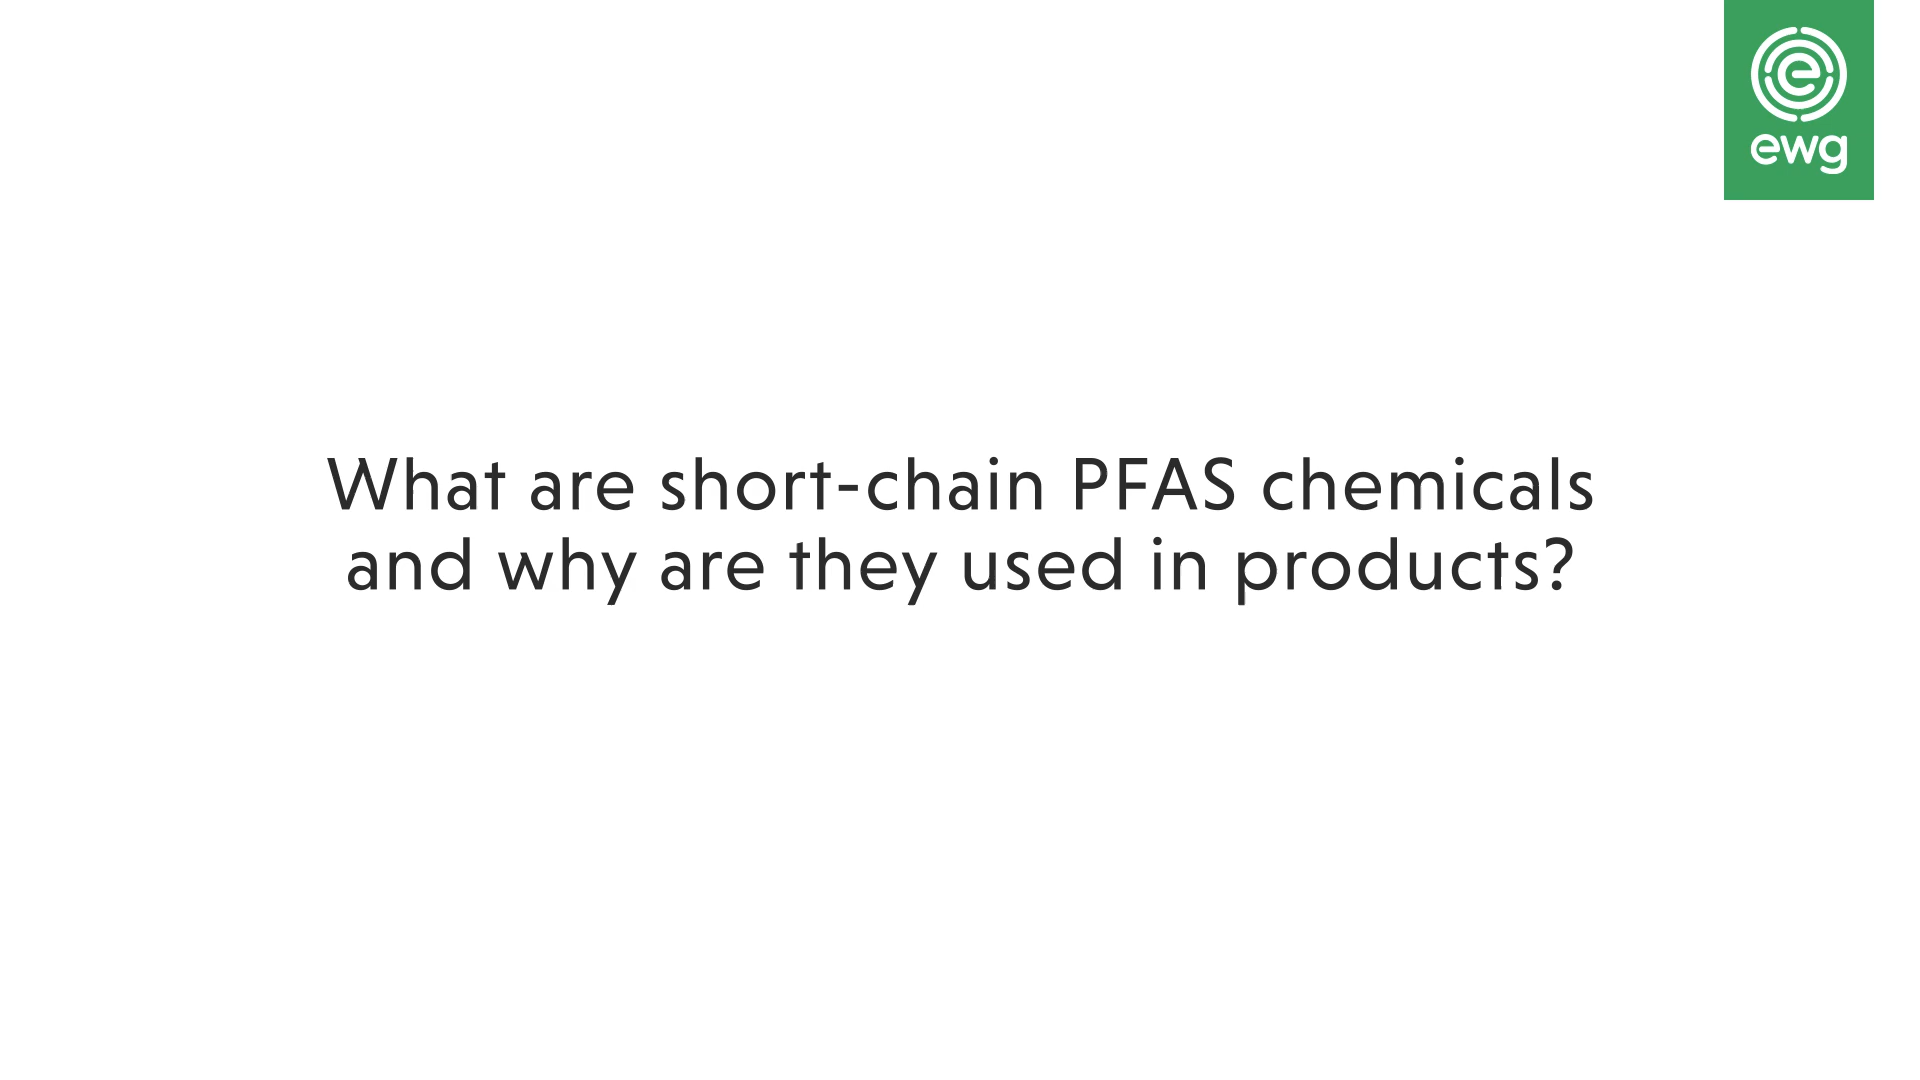 ewg
What are short-chain PFAS chemicals
and why are they used in products?